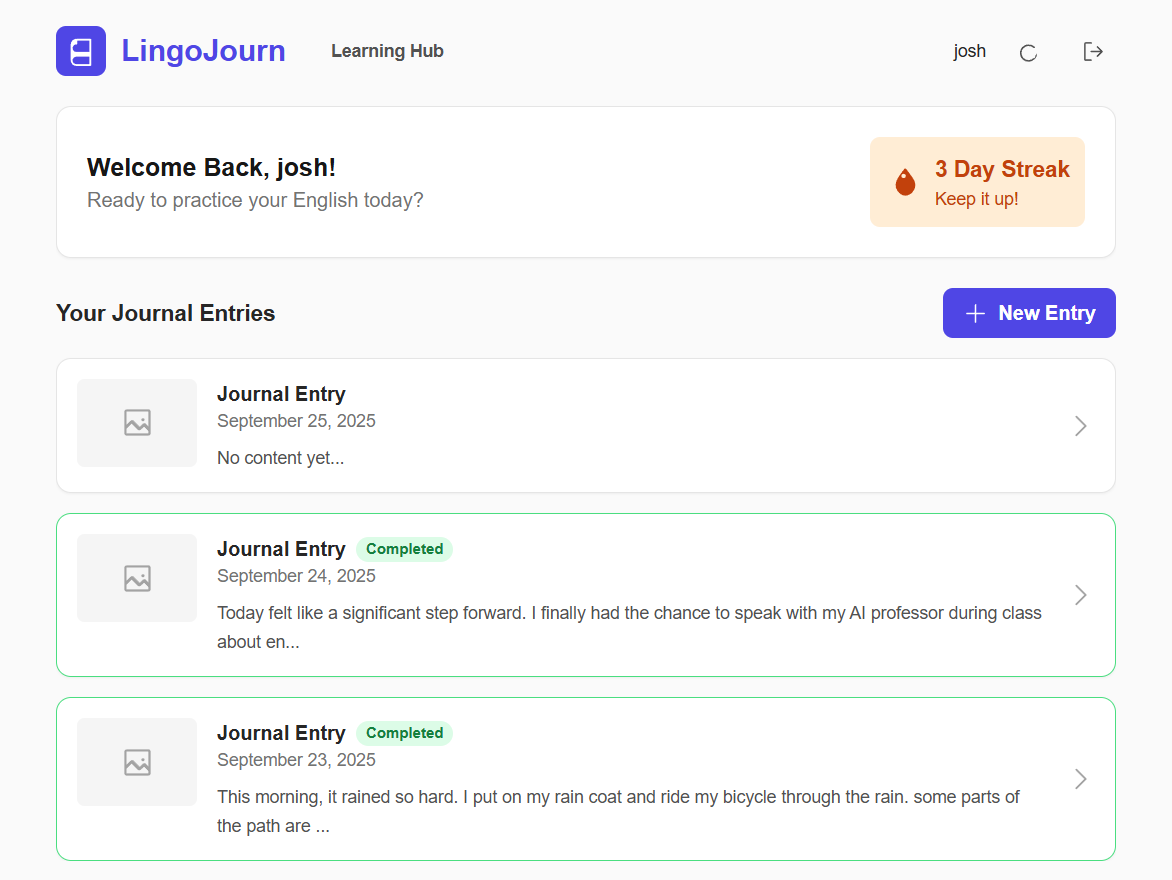 LingoJourn
Learning Hub
josh
Welcome Back, josh!
Ready to practice your English today?
3 Day Streak
Keep it up!
Your Journal Entries
New Entry
Journal Entry
September 25, 2025
No content yet...
Journal Entry Completed
September 24, 2025
Today felt like a significant step forward. I finally had the chance to speak with my AI professor during class
about en...
Journal Entry Completed
September 23, 2025
This morning, it rained so hard. I put on my rain coat and ride my bicycle through the rain. some parts of
the path are ...